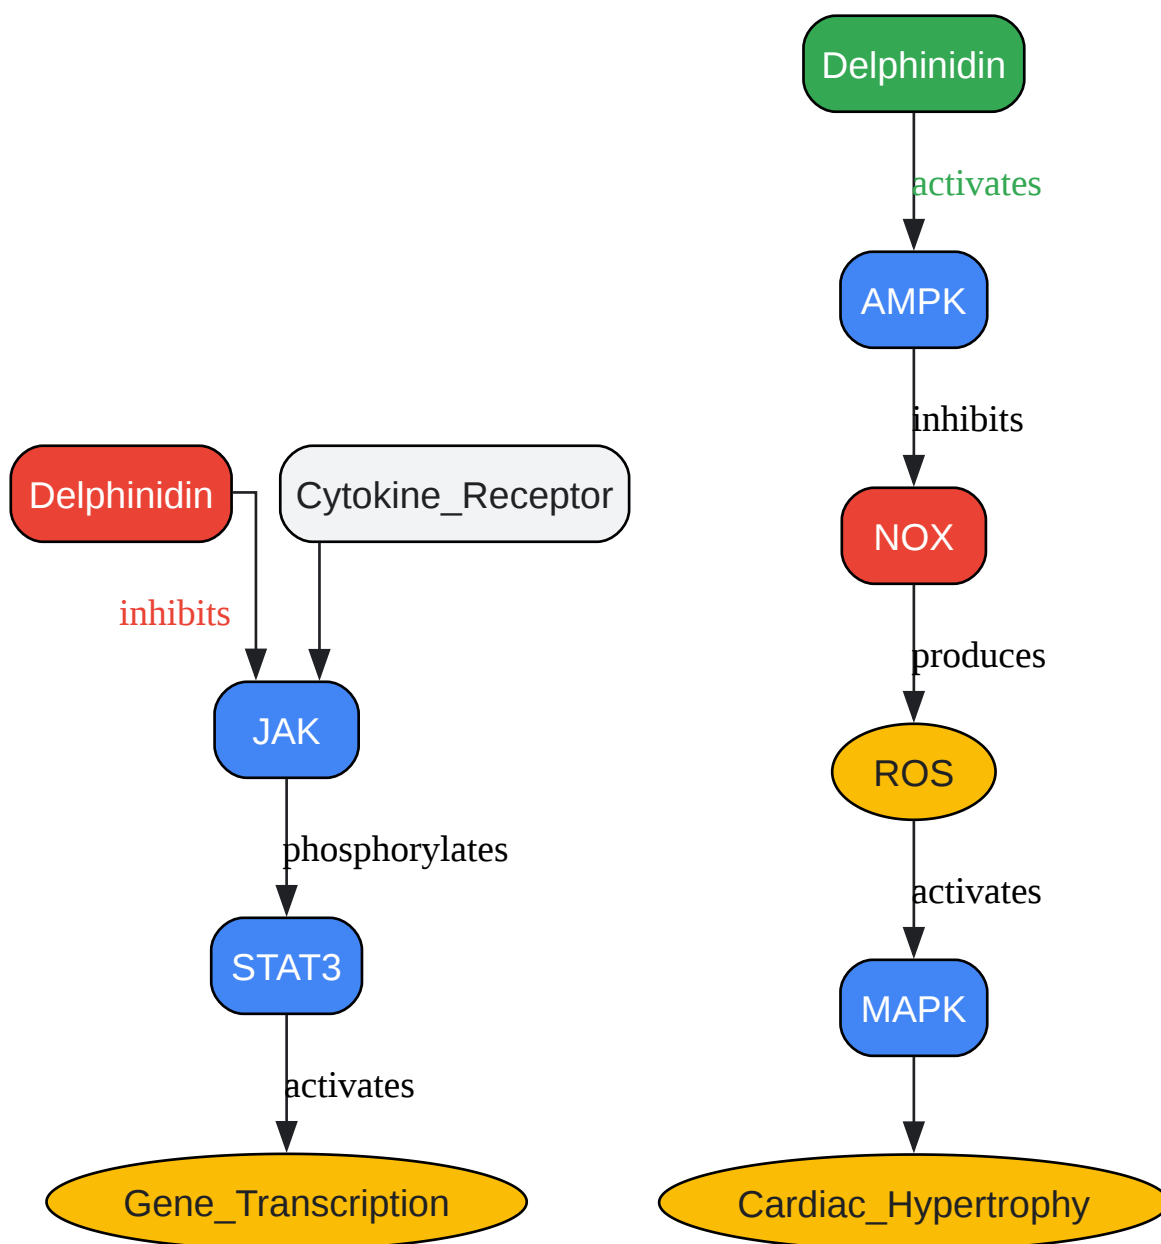 Delphinidin
activates
AMPK
inhibits
Delphinidin
Cytokine_Receptor
NOX
inhibits
produces
JAK
ROS
phosphorylates
activates
STAT3
MAPK
activates
Gene_Transcription
Cardiac_Hypertrophy